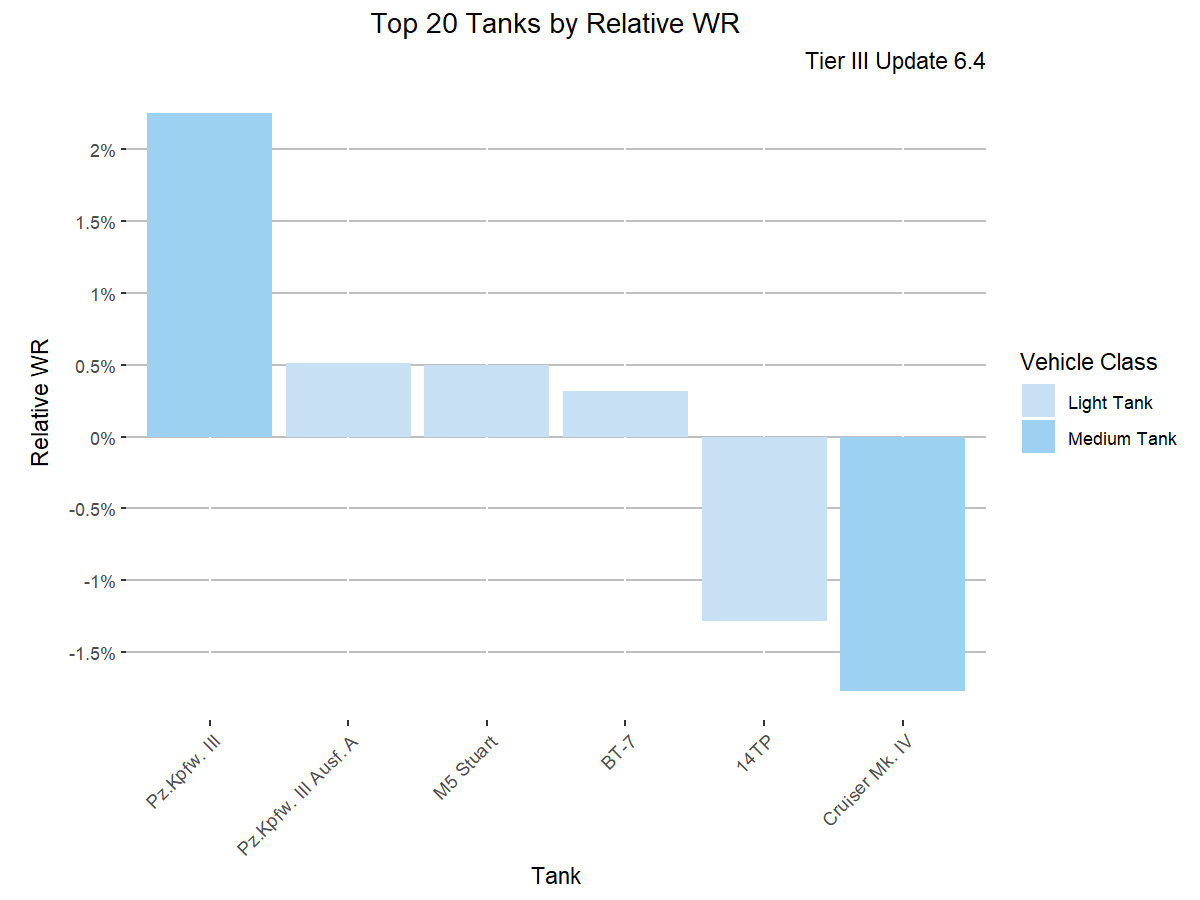 Top 20 Tanks by Relative WR
Tier III Update 6.4
Relative WR
2%
1.5%
1%
0.5%
0%
-0.5%
-1%
-1.5%
Pz.Kpfw. III
Pz.Kpfw. III Ausf. A
M5 Stuart
BT-7
14TP
Cruiser Mk. IV
Tank
Vehicle Class
Light Tank
Medium Tank